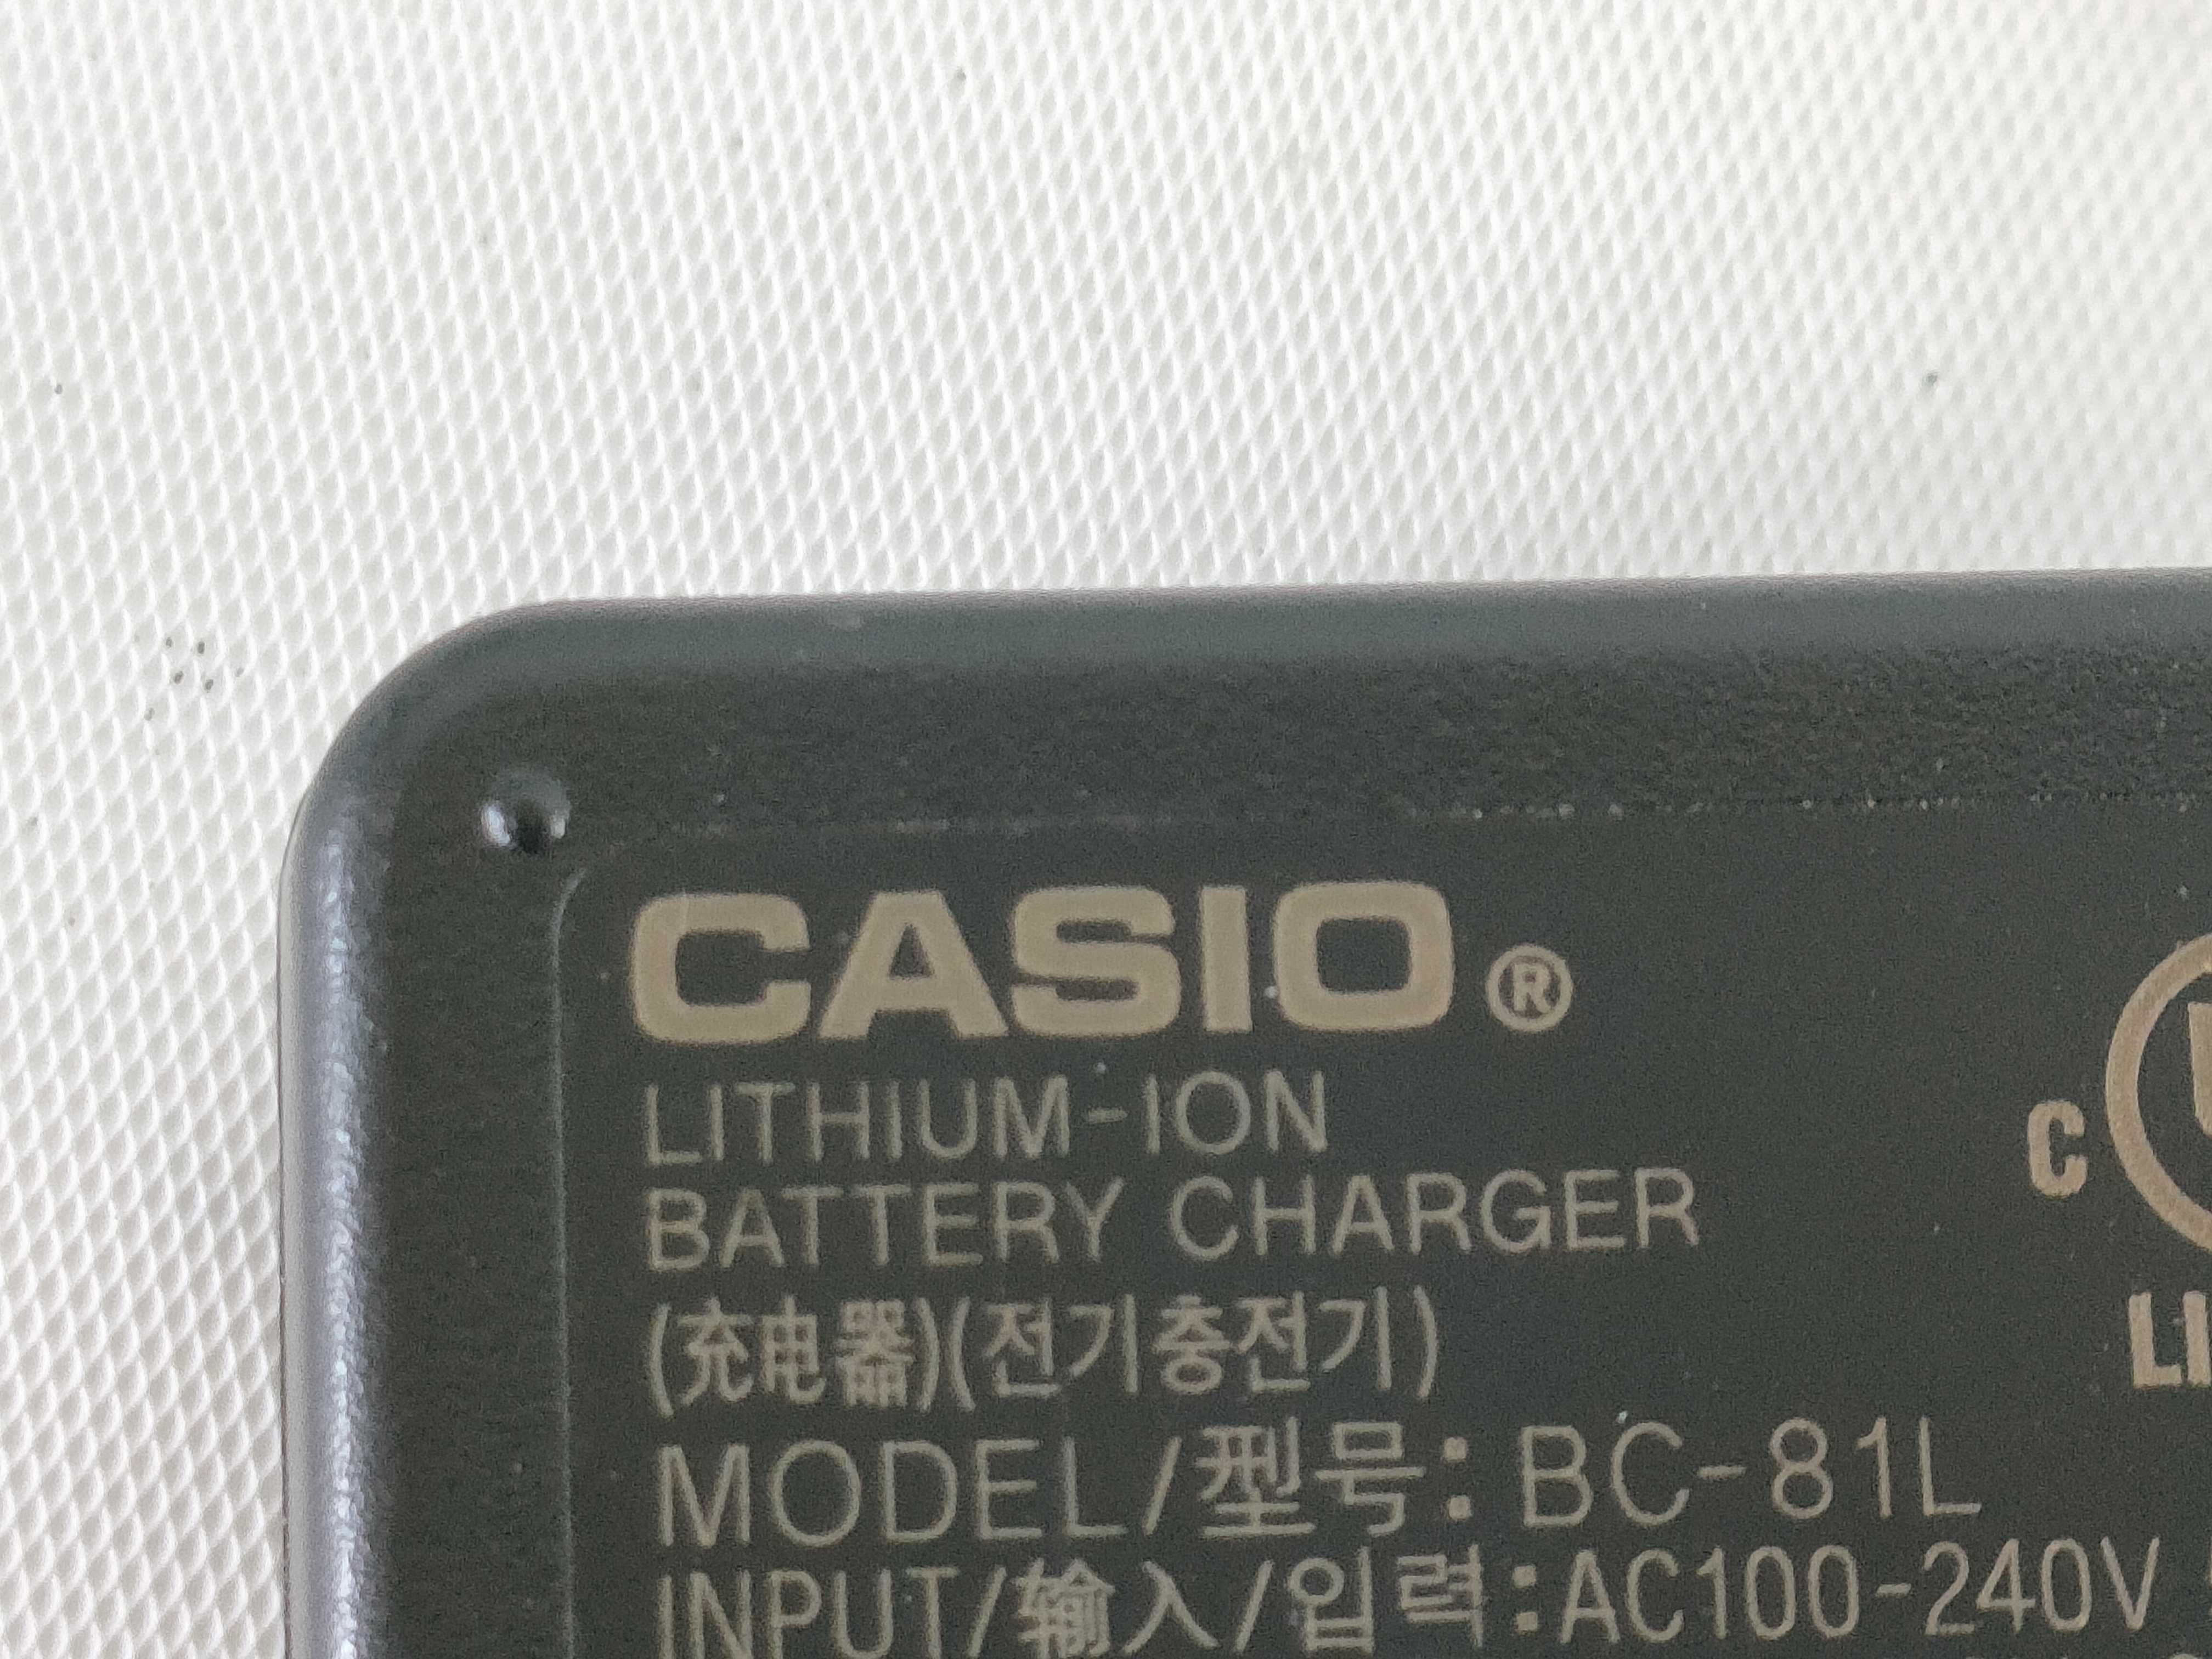 CASIO®
LITHIUM-ION
BATTERY CHARGER
(充电器)(전기충전기)
MODEL/型号: BC-81L
INPUT/输入/입력:AC100-240V
C
LI